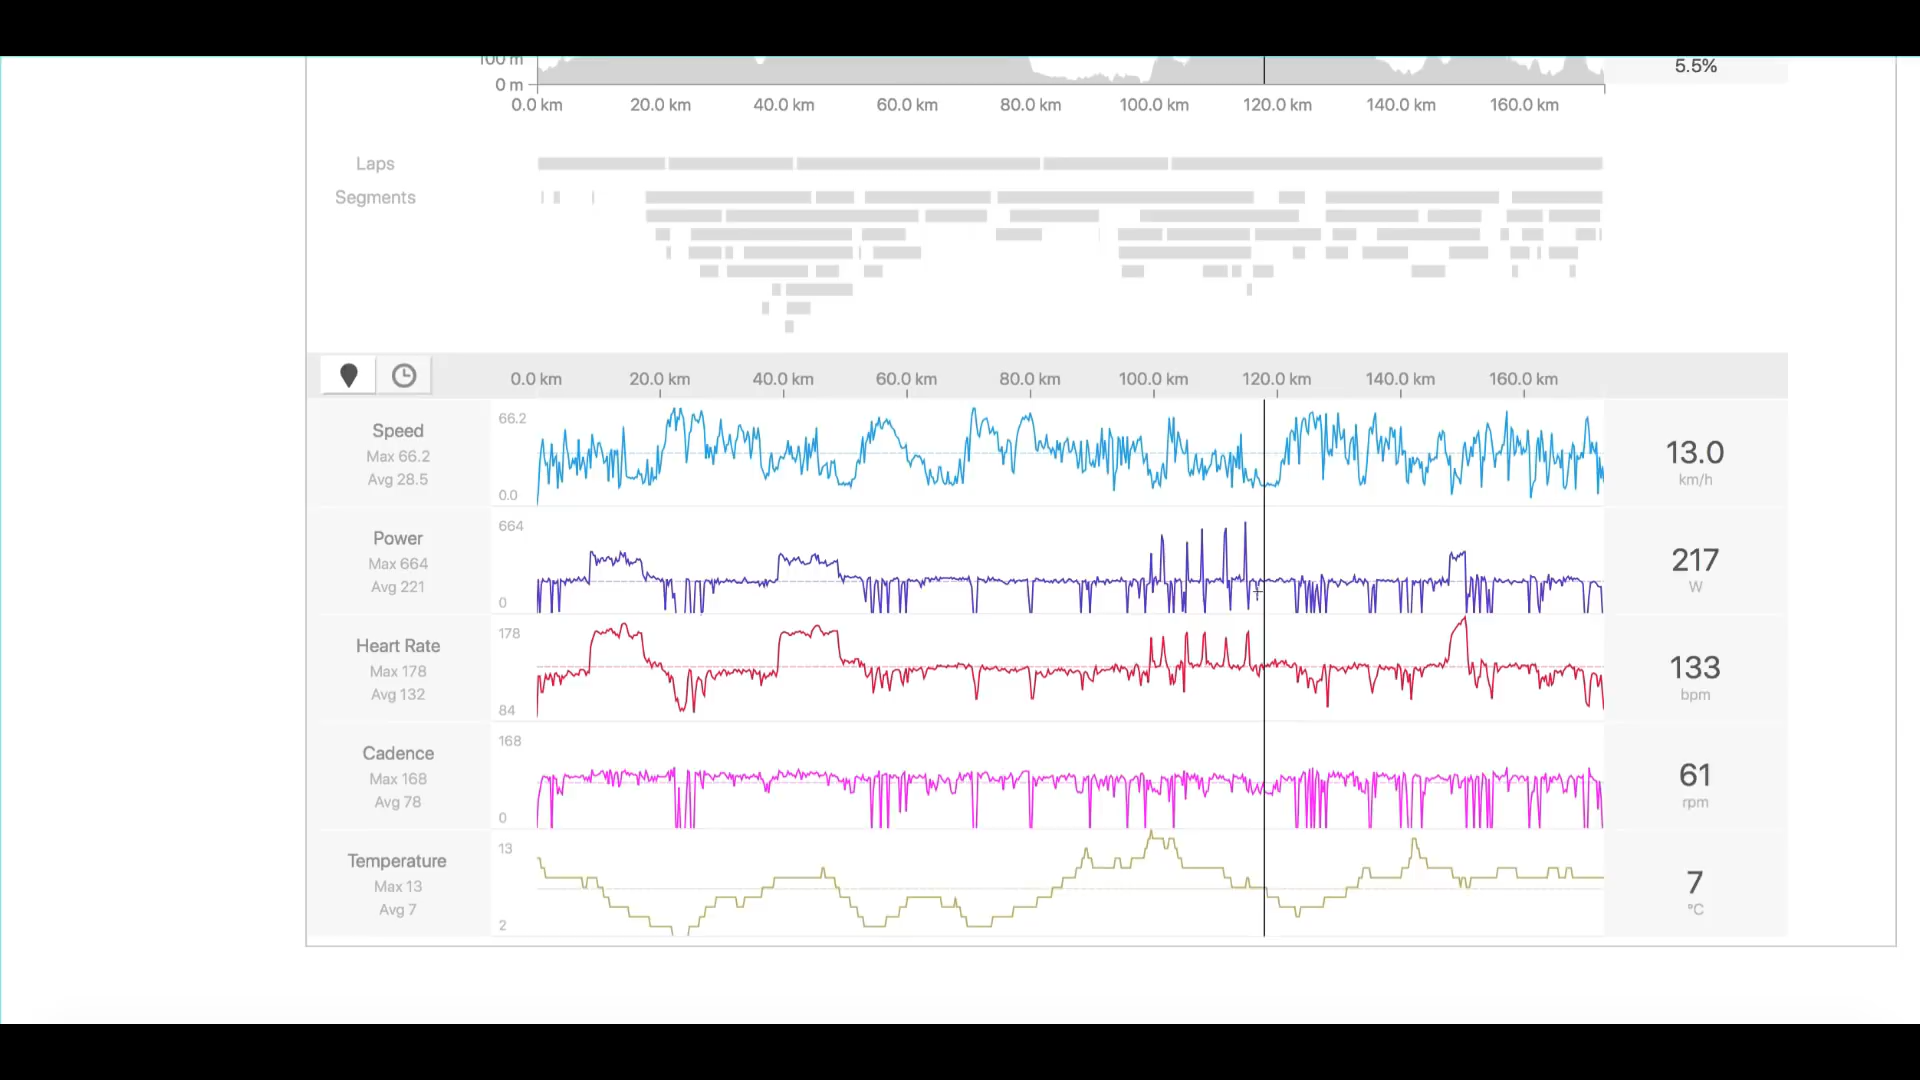 100 m
5.5%
0 m
0.0 km 20.0 km 40.0 km 60.0 km 80.0 km 100.0 km 120.0 km 140.0 km 160.0 km
Laps
Segments
0.0 km 20.0 km 40.0 km 60.0 km 80.0 km 100.0 km 120.0 km 140.0 km 160.0 km
Speed
Max 66.2
Avg 28.5
66.2
0.0
13.0
km/h
Power
Max 664
Avg 221
664
0
217
W
Heart Rate
Max 178
Avg 132
178
84
133
bpm
Cadence
Max 168
Avg 78
168
0
61
rpm
Temperature
Max 13
Avg 7
13
2
7
°C